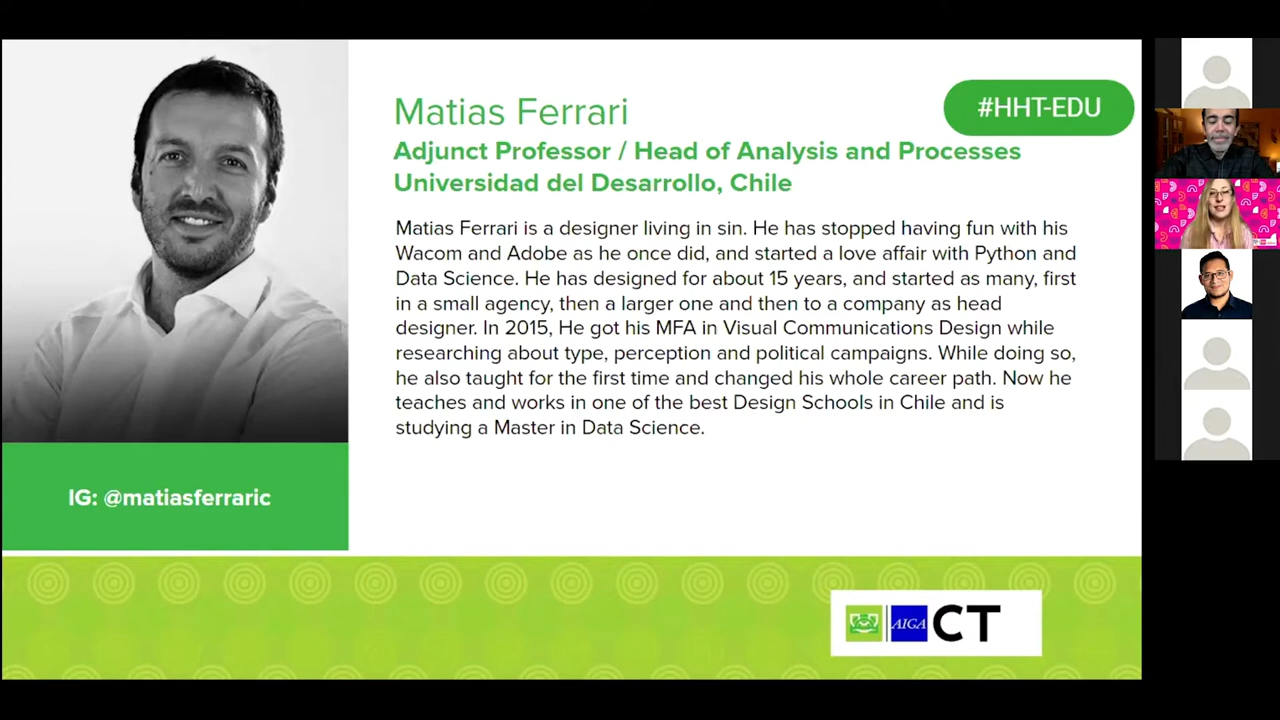 Matias Ferrari
#HHT-EDU
Adjunct Professor / Head of Analysis and Processes
Universidad del Desarrollo, Chile
Matias Ferrari is a designer living in sin. He has stopped having fun with his
Wacom and Adobe as he once did, and started a love affair with Python and
Data Science. He has designed for about 15 years, and started as many, first
in a small agency, then a larger one and then to a company as head
designer. In 2015, He got his MFA in Visual Communications Design while
researching about type, perception and political campaigns. While doing so,
he also taught for the first time and changed his whole career path. Now he
teaches and works in one of the best Design Schools in Chile and is
studying a Master in Data Science.
IG: @matiasferraric
AIGA CT